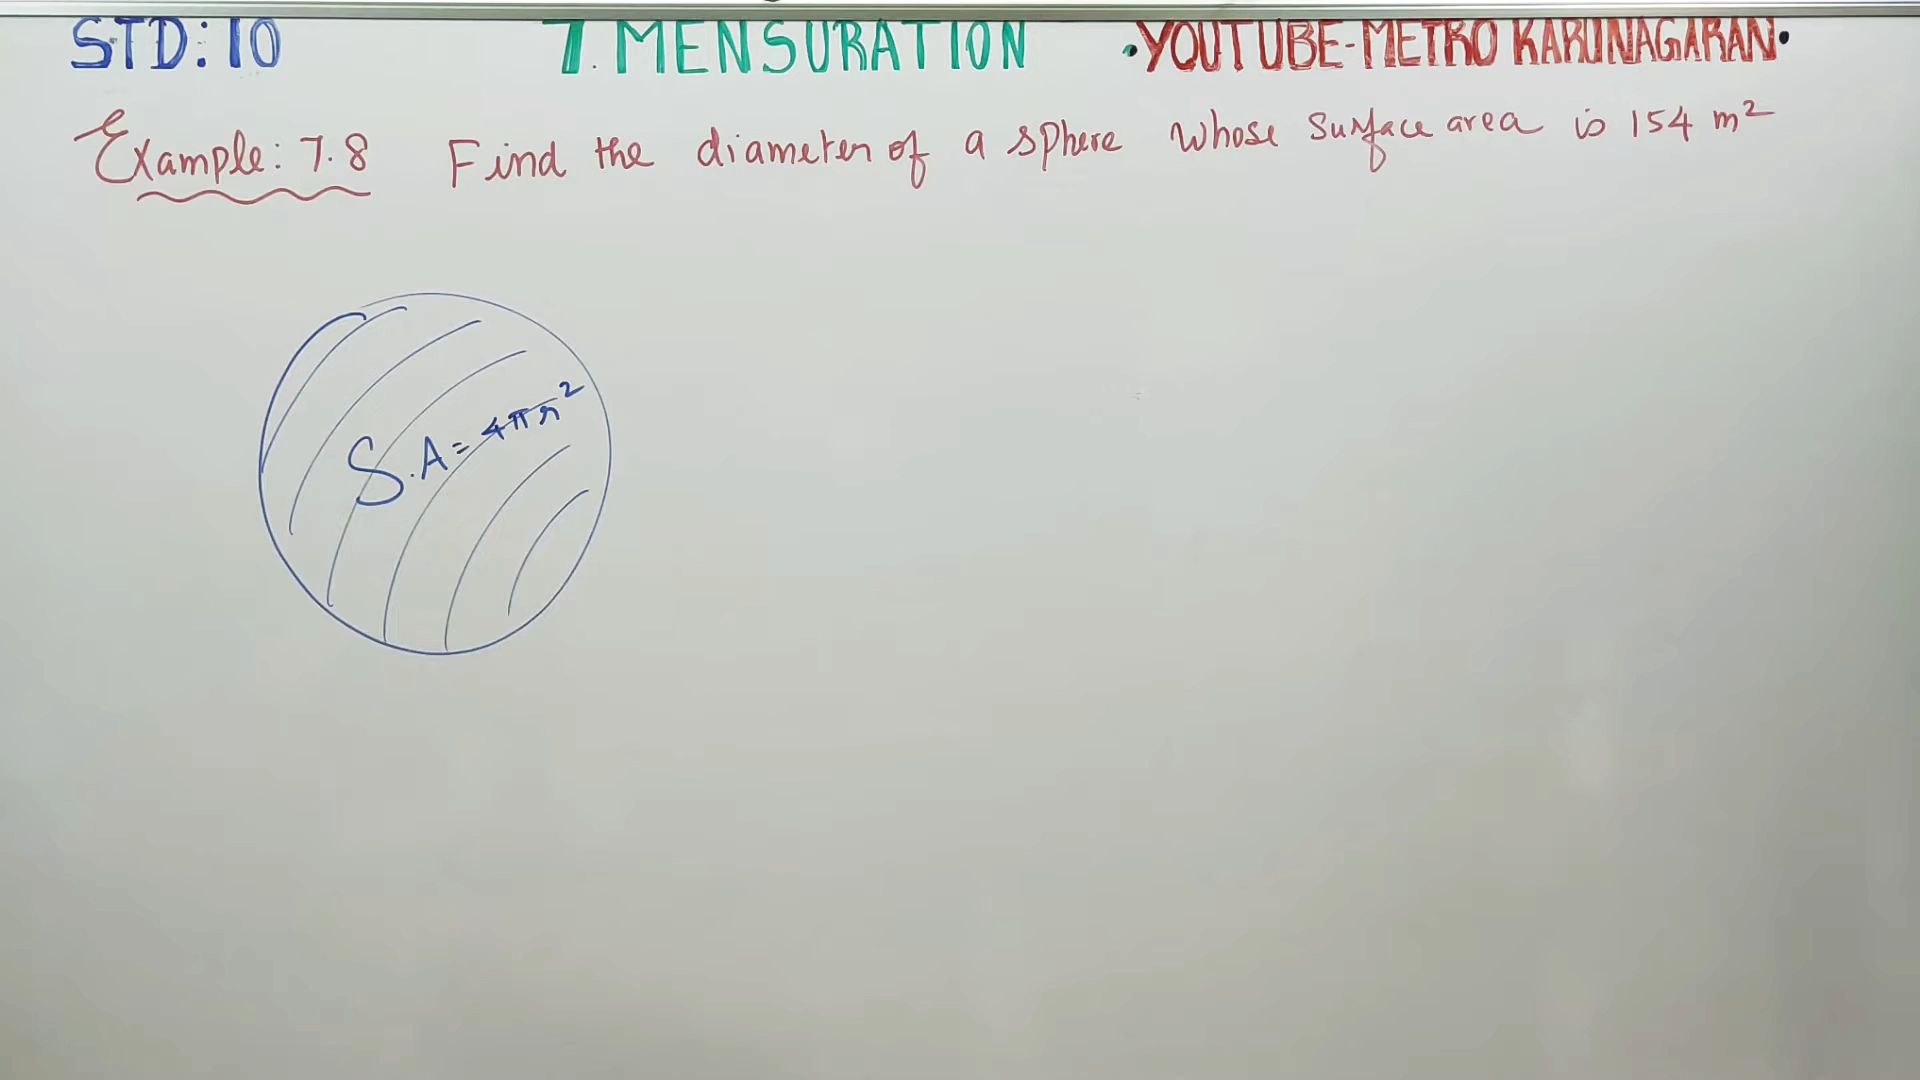 STD: 10 7. MENSURATION •YOUTUBE-METRO KARUNAGARAN•
Example: 7.8 Find the diameter of a sphere whose surface area is 154 m²
S.A = 4πr²